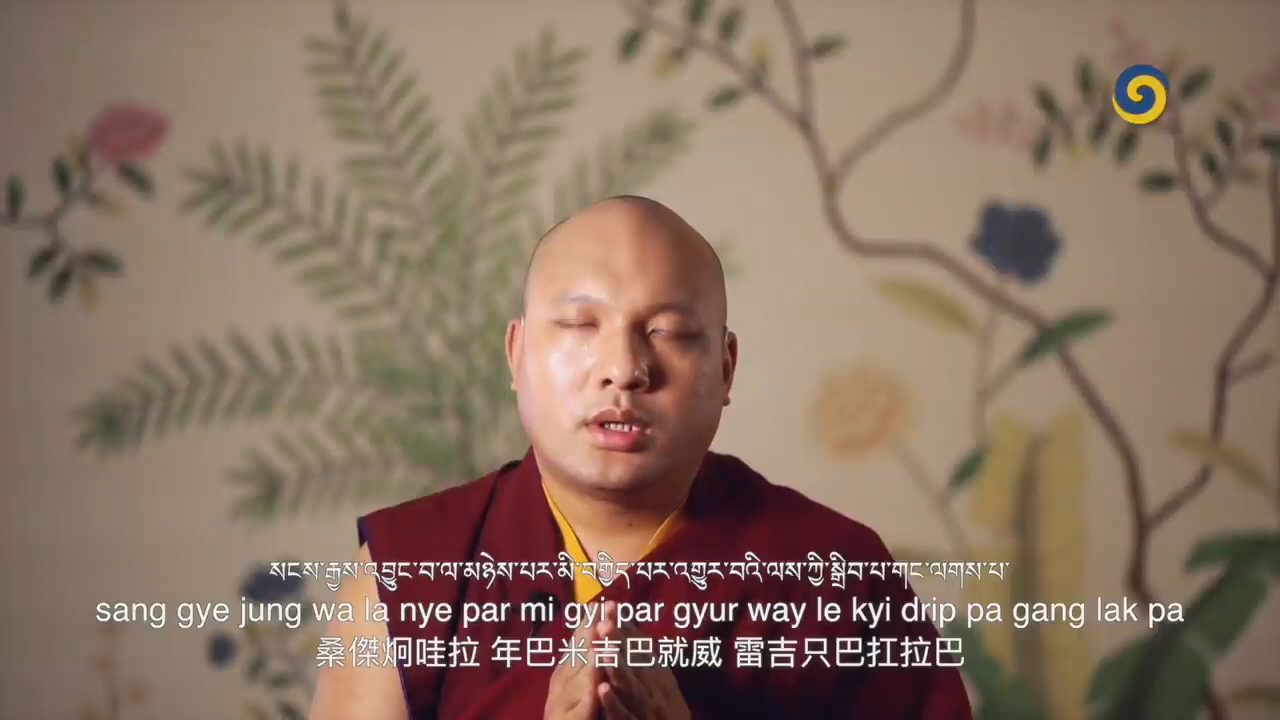 སངས་རྒྱས་འབྱུང་བ་ལ་མཉེས་པར་མི་བགྱིད་པར་འགྱུར་བའི་ལས་ཀྱི་སྒྲིབ་པ་གང་ལགས་པ་
sang gye jung wa la nye par mi gyi par gyur way le kyi drip pa gang lak pa
桑傑炯哇拉 年巴米吉巴就威 雷吉只巴扛拉巴